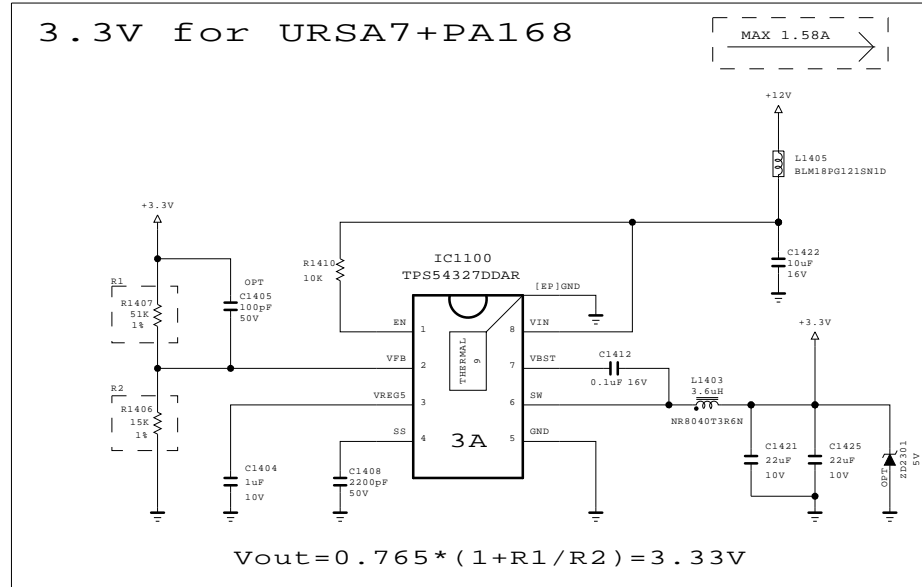 3.3V for URSA7+PA168
MAX 1.58A
+12V
L1405
BLM18PG121SN1D
+3.3V
R1410
10K
IC1100
TPS54327DDAR
C1422
10uF
16V
[EP]GND
R1
R1407
51K
1%
OPT
C1405
100pF
50V
EN
1
VFB
2
VREG5
3
SS
4
THERMAL
9
3A
8
VIN
7
VBST
6
SW
5
GND
C1412
0.1uF 16V
L1403
3.6uH
NR8040T3R6N
+3.3V
R2
R1406
15K
1%
C1404
1uF
10V
C1408
2200pF
50V
C1421
22uF
10V
C1425
22uF
10V
OPT
ZD2301
5V
Vout=0.765*(1+R1/R2)=3.33V